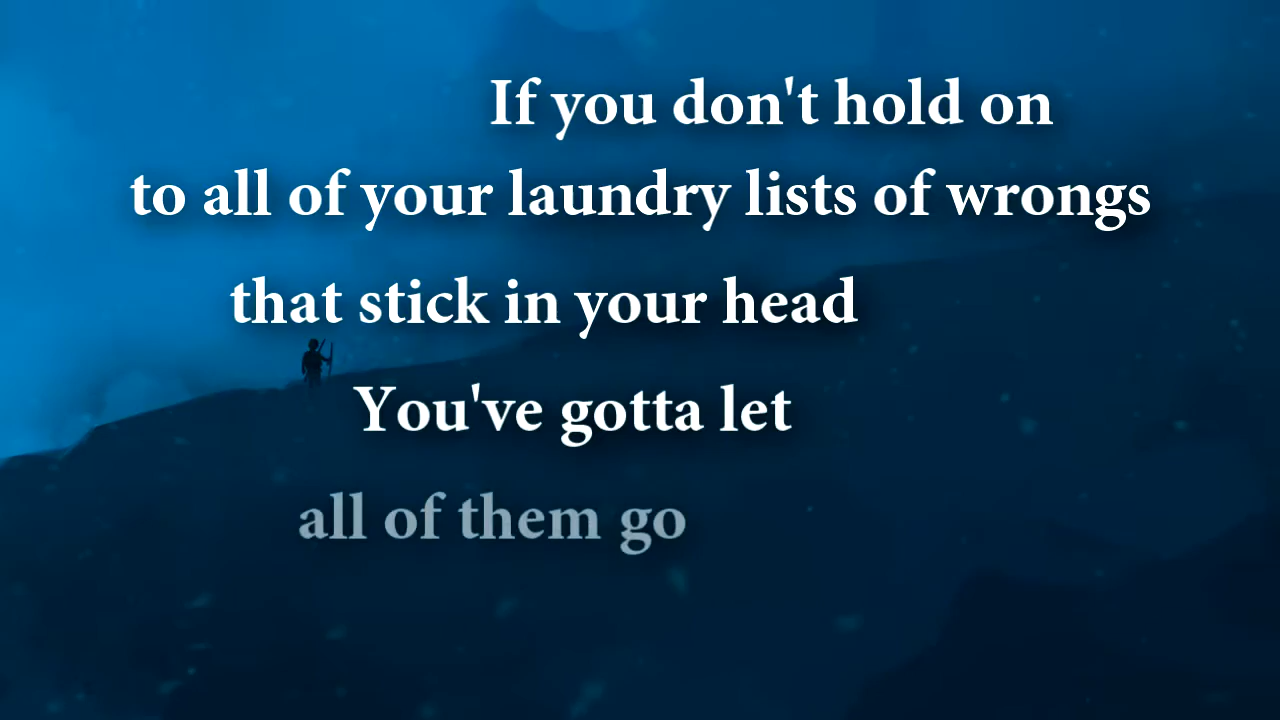 If you don't hold on
to all of your laundry lists of wrongs
that stick in your head
You've gotta let
all of them go